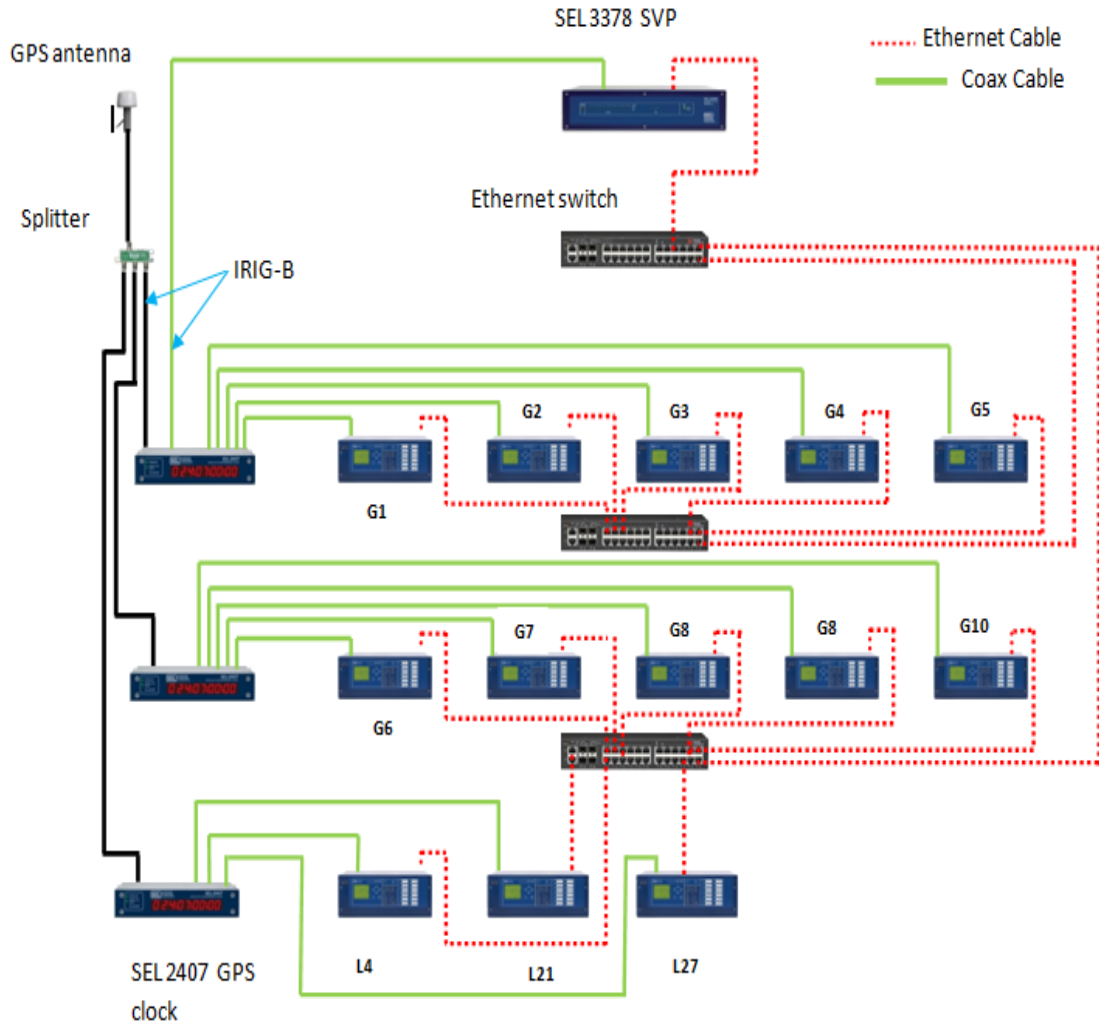 SEL 3378 SVP
GPS antenna
Ethernet Cable
Coax Cable
Ethernet switch
Splitter
IRIG-B
G2
G3
G4
G5
G1
G7
G8
G8
G10
G6
L4
L21
L27
SEL 2407 GPS
clock